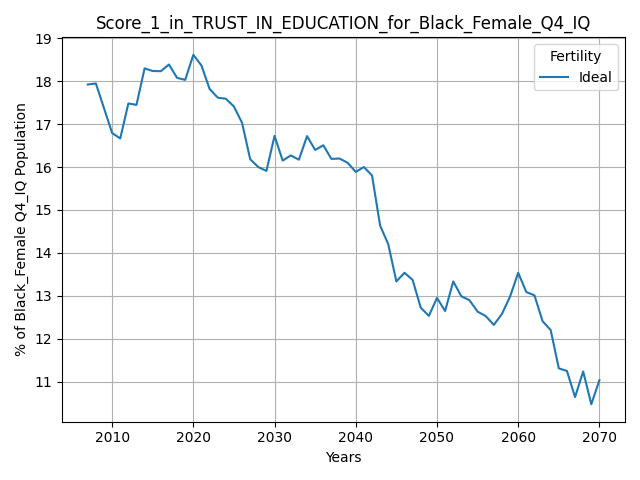 Score_1_in_TRUST_IN_EDUCATION_for_Black_Female_Q4_IQ
% of Black_Female Q4_IQ Population
19
18
17
16
15
14
13
12
11
Fertility
Ideal
2010 2020 2030 2040 2050 2060 2070
Years